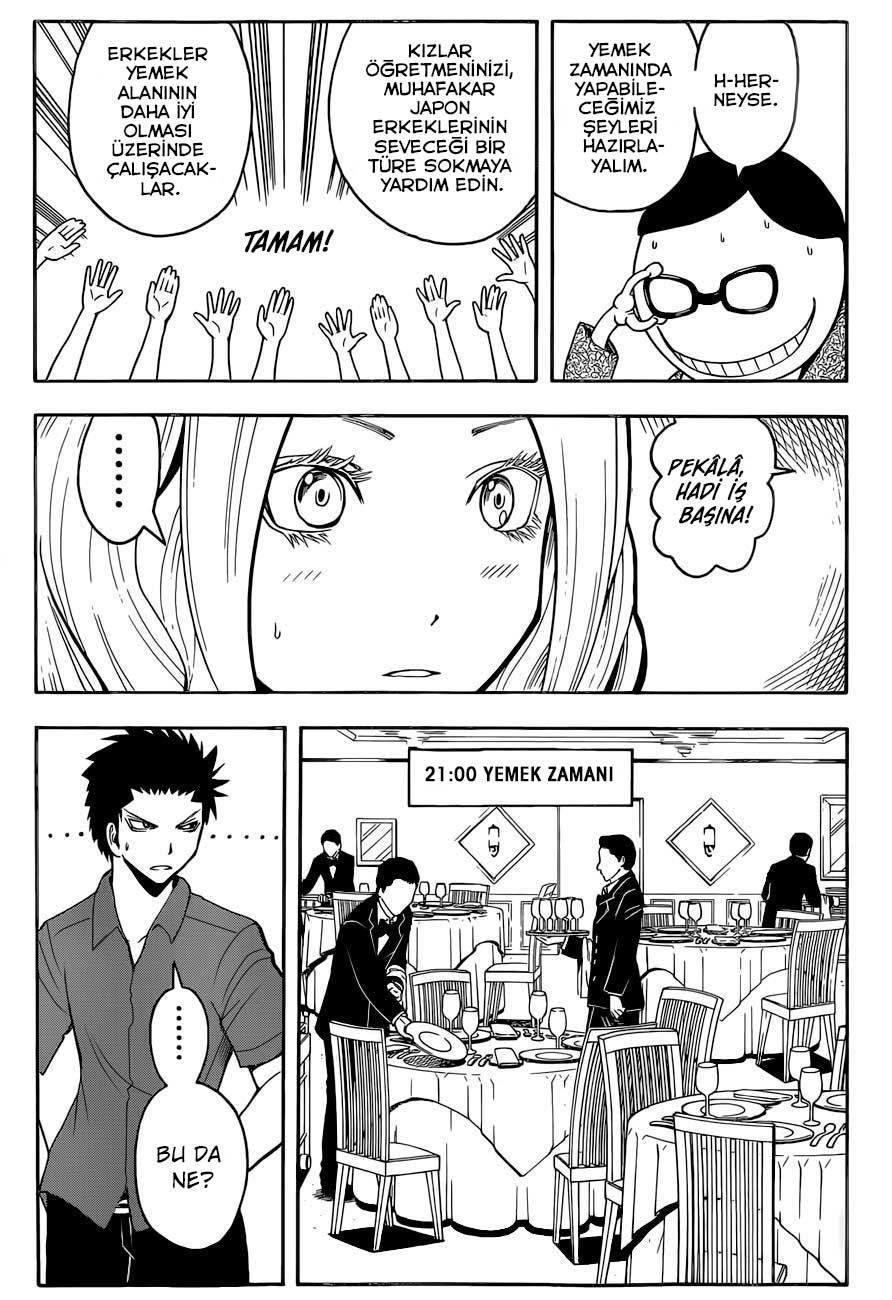 H-HER-
NEYSE.
YEMEK
ZAMANINDA
YAPABİLE-
CEĞİMİZ
ŞEYLERİ
HAZIRLA-
YALIM.
KIZLAR
ÖĞRETMENİNİZİ,
MUHAFAKAR
JAPON
ERKEKLERİNİN
SEVECEĞİ BİR
TÜRE SOKMAYA
YARDIM EDİN.
ERKEKLER
YEMEK
ALANININ
DAHA İYİ
OLMASI
ÜZERİNDE
ÇALIŞACAK-
LAR.
TAMAM!
PEKÂLÂ,
HADİ İŞ
BAŞINA!
......
21:00 YEMEK ZAMANI
......
BU DA
NE?